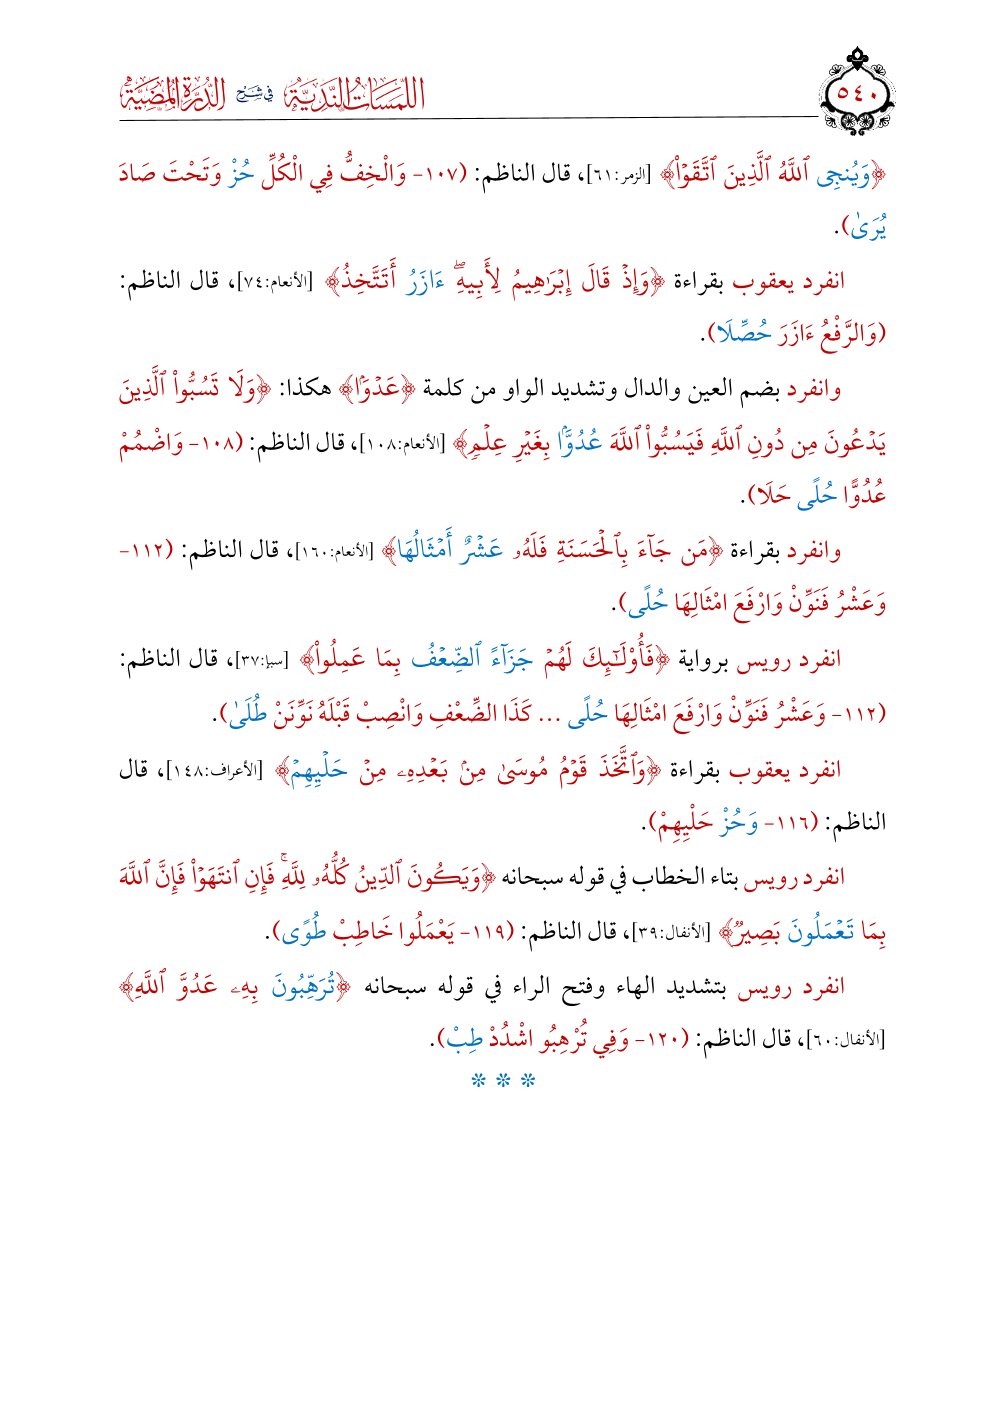 ٥٤٠
اللمسات الندية في شرح الدرة المضية
﴿وَيُنجِى ٱللَّهُ ٱلَّذِينَ ٱتَّقَوۡاْ﴾ [الزمر:٦١]، قال الناظم: (١٠٧- وَالْخِفُّ فِي الْكُلِّ حُزْ وَتَحْتَ صَادَ
يُرَىٰ).
انفرد يعقوب بقراءة ﴿وَإِذۡ قَالَ إِبۡرَٰهِيمُ لِأَبِيهِۖ ءَازَرُ أَتَتَّخِذُ﴾ [الأنعام:٧٤]، قال الناظم:
(وَالرَّفْعُ ءَازَرَ حُصِّلَا).
وانفرد بضم العين والدال وتشديد الواو من كلمة ﴿عَدۡوَۢا﴾ هكذا: ﴿وَلَا تَسُبُّواْ ٱلَّذِينَ
يَدۡعُونَ مِن دُونِ ٱللَّهِ فَيَسُبُّواْ ٱللَّهَ عُدُوَّۢا بِغَيۡرِ عِلۡمٖ﴾ [الأنعام:١٠٨]، قال الناظم: (١٠٨- وَاضْمُمْ
عُدُوًّا حُلًى حَلَا).
وانفرد بقراءة ﴿مَن جَآءَ بِٱلۡحَسَنَةِ فَلَهُۥ عَشۡرٌ أَمۡثَالُهَا﴾ [الأنعام:١٦٠]، قال الناظم: (١١٢-
وَعَشْرُ فَنَوِّنْ وَارْفَعَ امْثَالِهَا حُلًى).
انفرد رويس برواية ﴿فَأُوْلَـٰٓئِكَ لَهُمۡ جَزَآءً ٱلضِّعۡفُ بِمَا عَمِلُواْ﴾ [سبإ:٣٧]، قال الناظم:
(١١٢- وَعَشْرُ فَنَوِّنْ وَارْفَعَ امْثَالِهَا حُلًى ... كَذَا الضِّعْفِ وَانْصِبْ قَبْلَهُ نَوِّنَنْ طُلَىٰ).
انفرد يعقوب بقراءة ﴿وَٱتَّخَذَ قَوۡمُ مُوسَىٰ مِنۢ بَعۡدِهِۦ مِنۡ حَلۡيِهِمۡ﴾ [الأعراف:١٤٨]، قال
الناظم: (١١٦- وَحُزْ حَلْيِهِمْ).
انفرد رويس بتاء الخطاب في قوله سبحانه ﴿وَيَكُونَ ٱلدِّينُ كُلُّهُۥ لِلَّهِۚ فَإِنِ ٱنتَهَوۡاْ فَإِنَّ ٱللَّهَ
بِمَا تَعۡمَلُونَ بَصِيرٞ﴾ [الأنفال:٣٩]، قال الناظم: (١١٩- يَعْمَلُوا خَاطِبْ طُوًى).
انفرد رويس بتشديد الهاء وفتح الراء في قوله سبحانه ﴿تُرَهِّبُونَ بِهِۦ عَدُوَّ ٱللَّهِ﴾
[الأنفال:٦٠]، قال الناظم: (١٢٠- وَفِي تُرْهِبُو اشْدُدْ طِبْ).
* * *